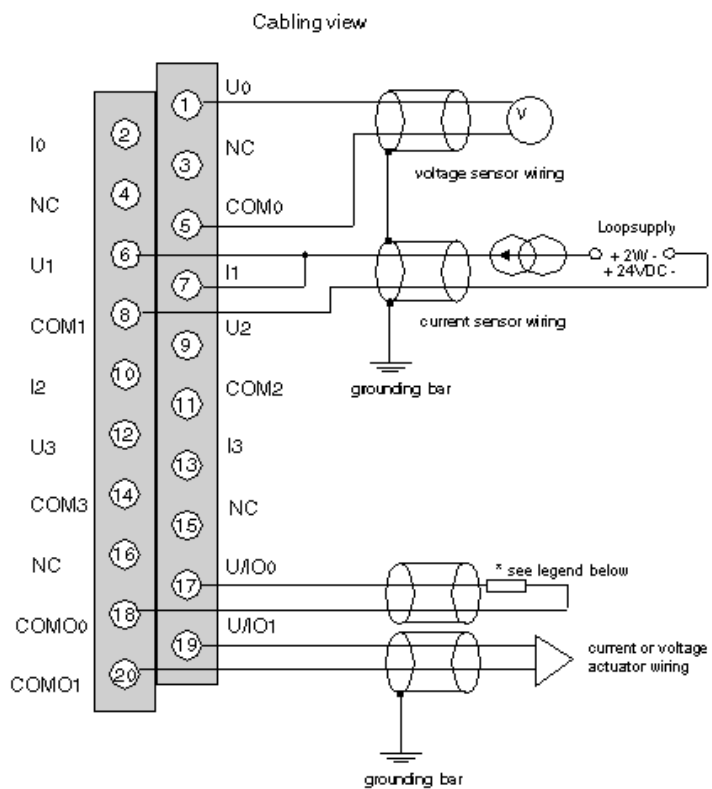 Cabling view
U0
1
2
I0
NC
3
voltage sensor wiring
V
4
NC
COM0
5
Loopsupply
6
+ 2W -
+ 24VDC -
U1
I1
7
8
COM1
U2
current sensor wiring
9
10
I2
COM2
grounding bar
11
12
U3
I3
13
14
COM3
NC
15
16
NC
U/IO0
* see legend below
17
18
COMO0
U/IO1
19
current or voltage
actuator wiring
20
COMO1
grounding bar